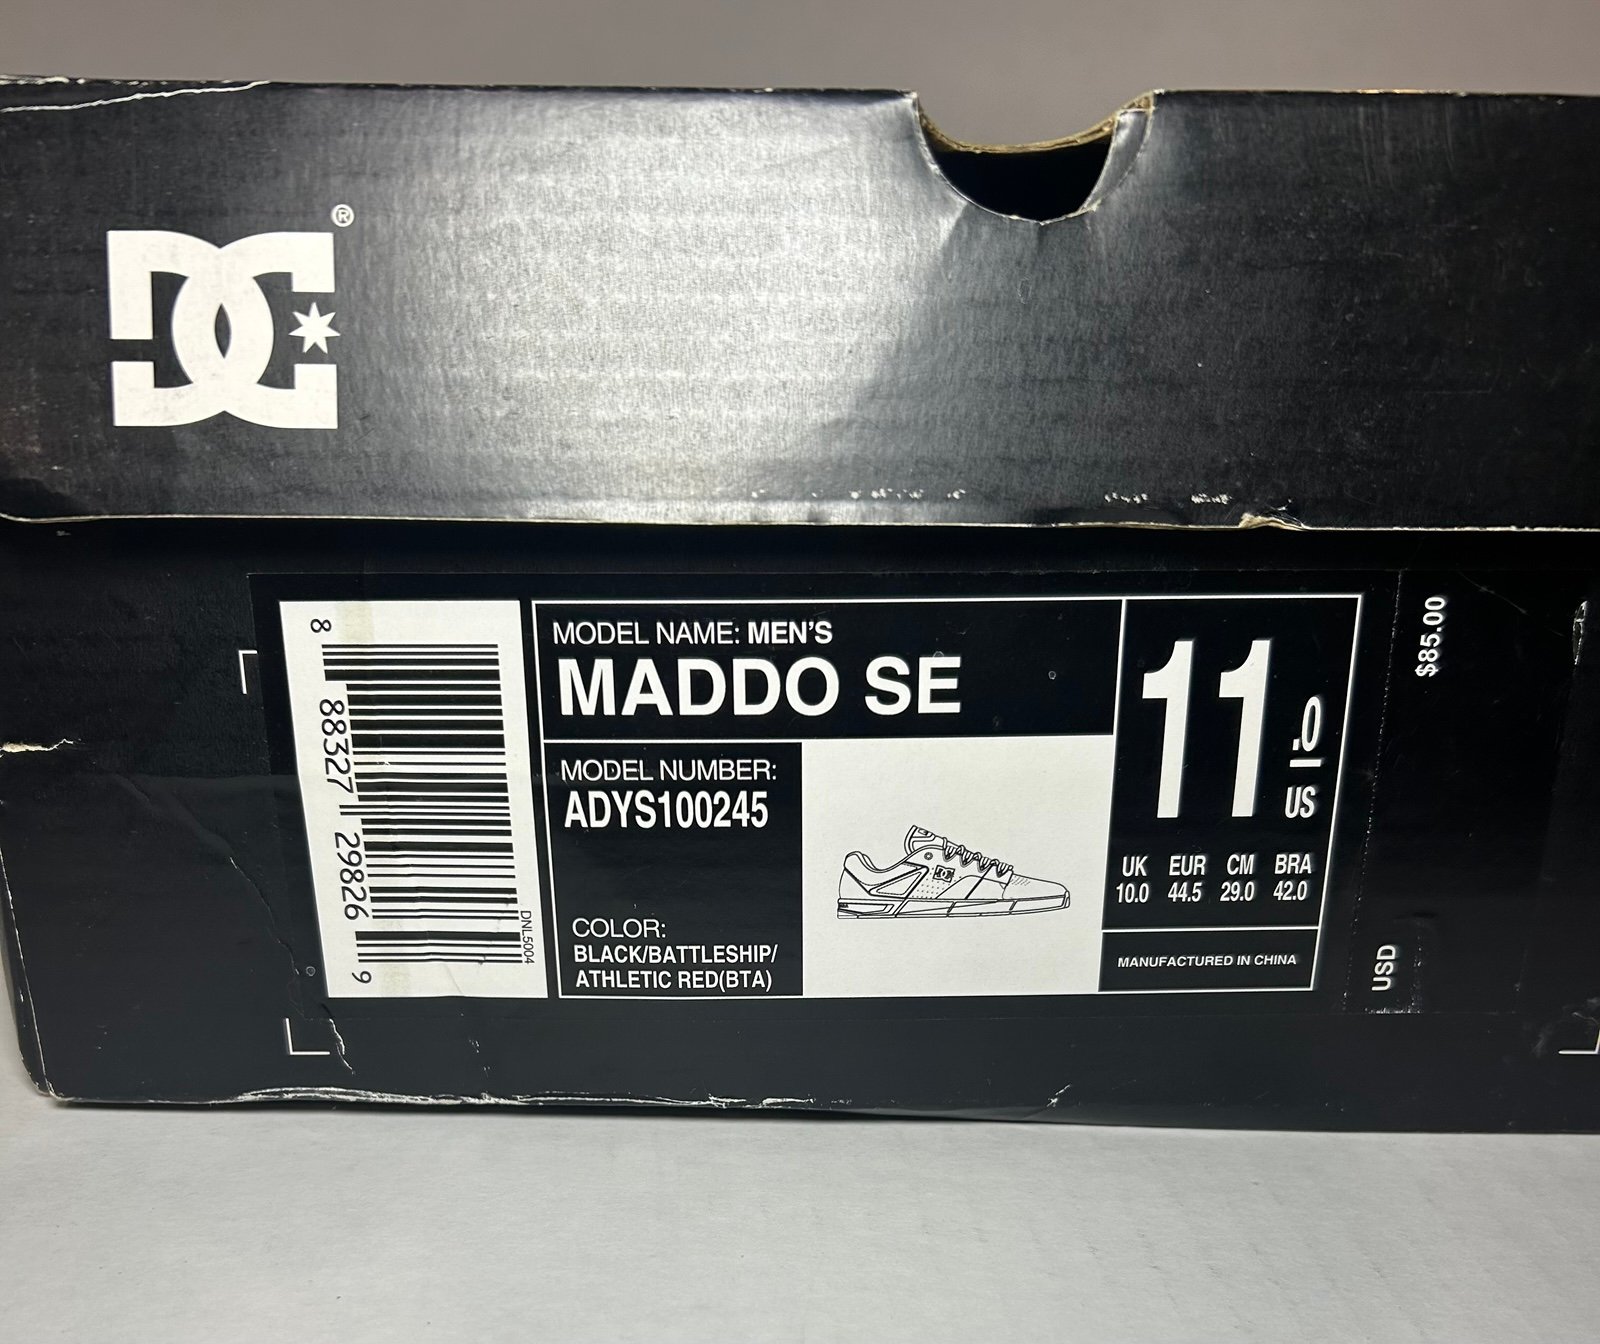 DC®
8 88327 29826 9
DNL5004
MODEL NAME: MEN'S
MADDO SE
MODEL NUMBER:
ADYS100245
COLOR:
BLACK/BATTLESHIP/
ATHLETIC RED(BTA)
11.0
US
UK EUR CM BRA
10.0 44.5 29.0 42.0
MANUFACTURED IN CHINA
$85.00
USD